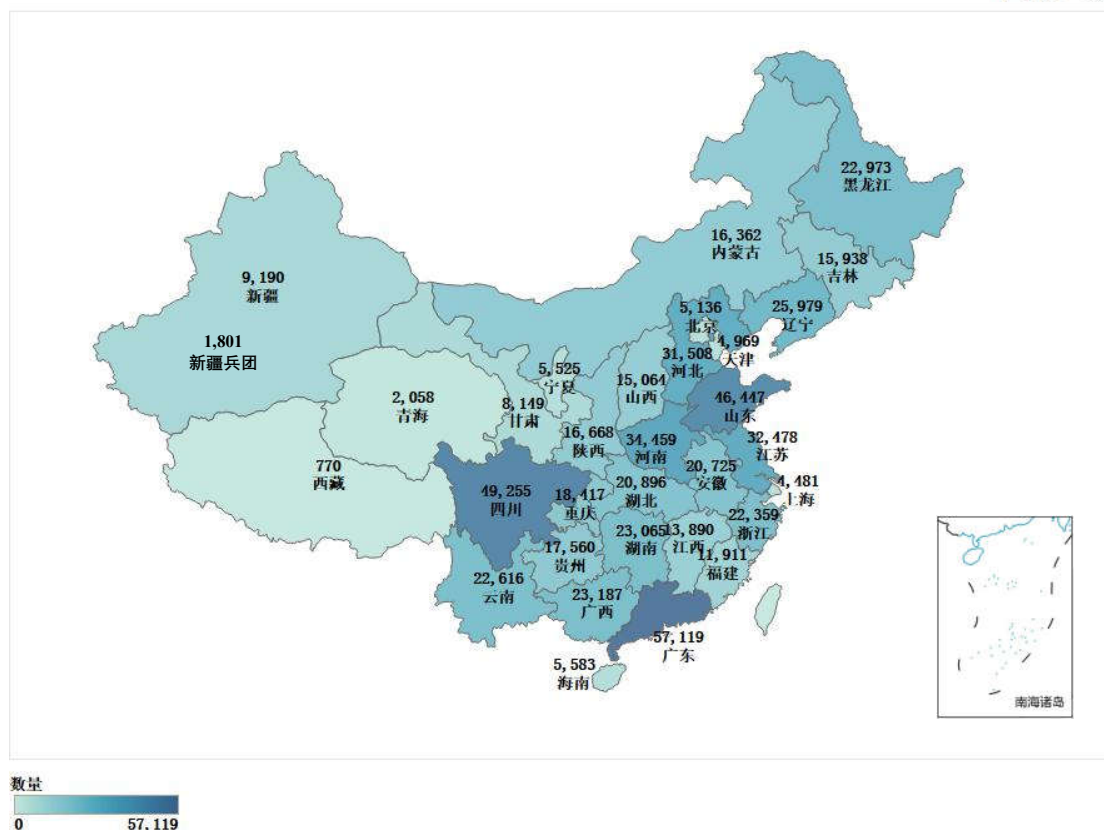 22,973
黑龙江
16,362
内蒙古
15,938
吉林
9,190
新疆
5,136
北京
25,979
辽宁
1,801
新疆兵团
4,969
天津
31,508
河北
5,525
宁夏
15,064
山西
2,058
青海
8,149
甘肃
46,447
山东
16,668
陕西
34,459
河南
32,478
江苏
20,725
安徽
770
西藏
49,255
四川
18,417
重庆
20,896
湖北
4,481
上海
22,359
浙江
23,065
湖南
13,890
江西
17,560
贵州
11,911
福建
22,616
云南
23,187
广西
57,119
广东
5,583
海南
南海诸岛
数量
0 57,119